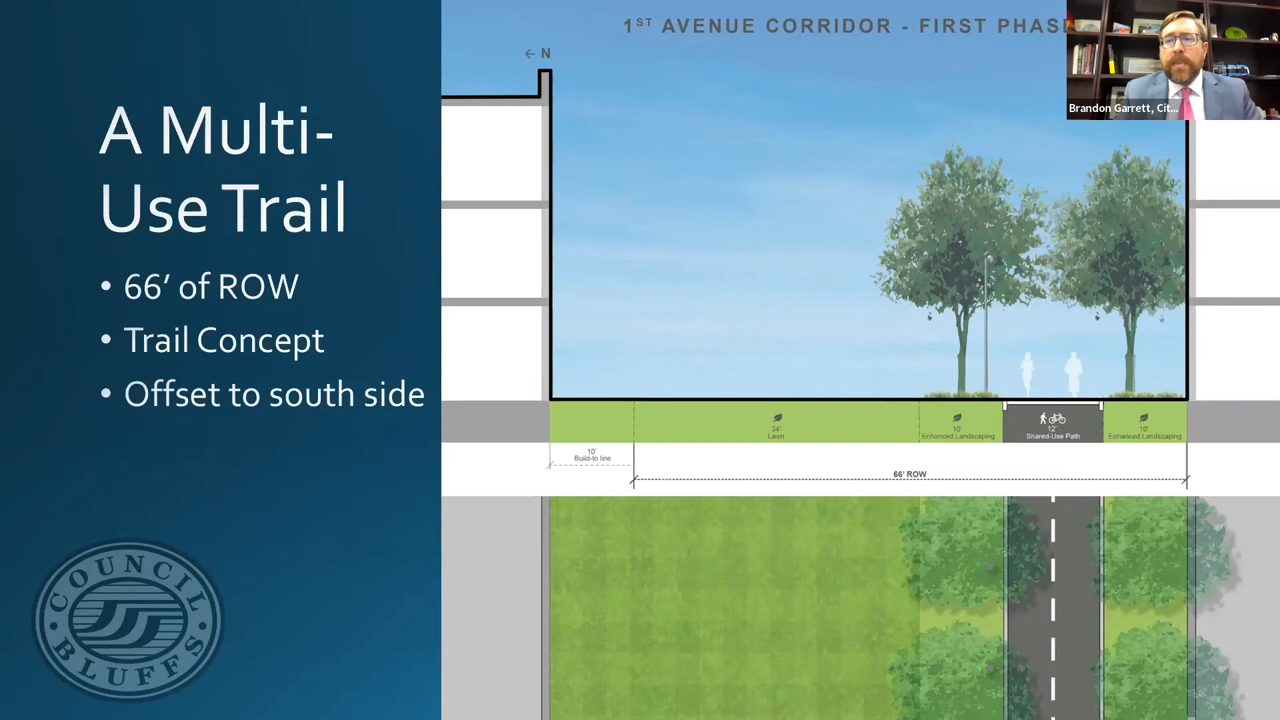 A Multi-
Use Trail
• 66’ of ROW
• Trail Concept
• Offset to south side
COUNCIL
BLUFFS
1ST AVENUE CORRIDOR - FIRST PHASE
← N
Brandon Garrett, Cit...
34'
Lawn
10'
Enhanced Landscaping
12'
Shared-Use Path
10'
Enhanced Landscaping
10'
Build-to line
66' ROW